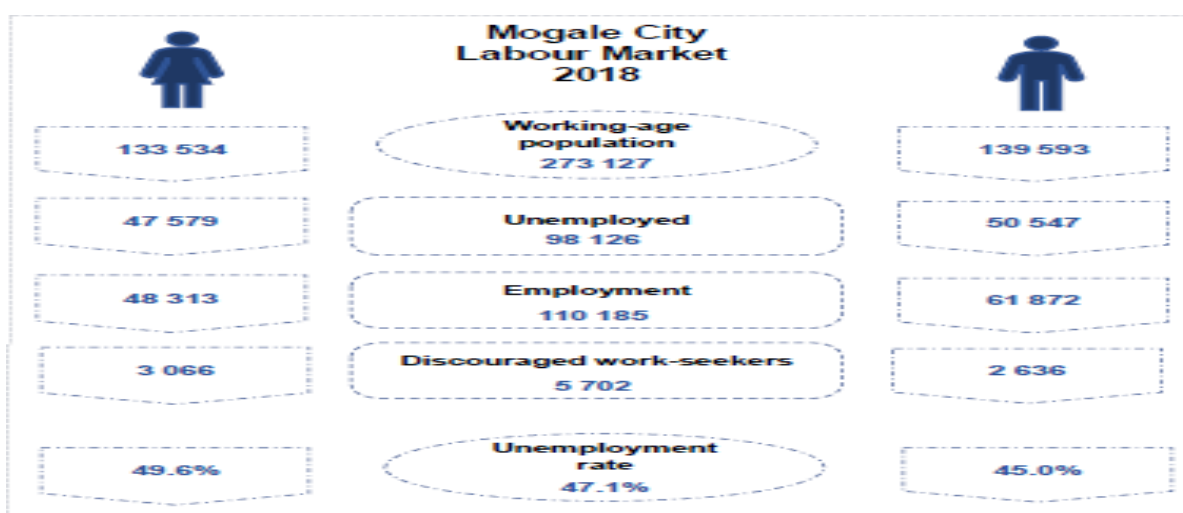 Mogale City
Labour Market
2018
Working-age
population
133 534
273 127
139 593
47 579
Unemployed
98 126
50 547
48 313
Employment
110 185
61 872
3 066
Discouraged work-seekers
5 702
2 636
Unemployment
rate
49.6%
47.1%
45.0%